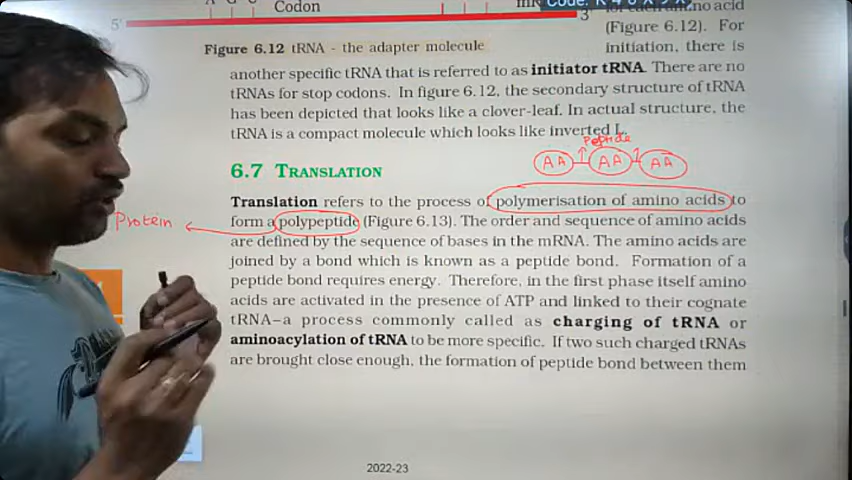 Codon
5'
3'
(Figure 6.12). For
Figure 6.12 tRNA - the adapter molecule
initiation, there is
another specific tRNA that is referred to as initiator tRNA. There are no
tRNAs for stop codons. In figure 6.12, the secondary structure of tRNA
has been depicted that looks like a clover-leaf. In actual structure, the
tRNA is a compact molecule which looks like inverted L.
Peptide
AA AA AA
6.7 TRANSLATION
Translation refers to the process of polymerisation of amino acids to
Protein
form a polypeptide (Figure 6.13). The order and sequence of amino acids
are defined by the sequence of bases in the mRNA. The amino acids are
joined by a bond which is known as a peptide bond. Formation of a
peptide bond requires energy. Therefore, in the first phase itself amino
acids are activated in the presence of ATP and linked to their cognate
tRNA–a process commonly called as charging of tRNA or
aminoacylation of tRNA to be more specific. If two such charged tRNAs
are brought close enough, the formation of peptide bond between them
2022-23